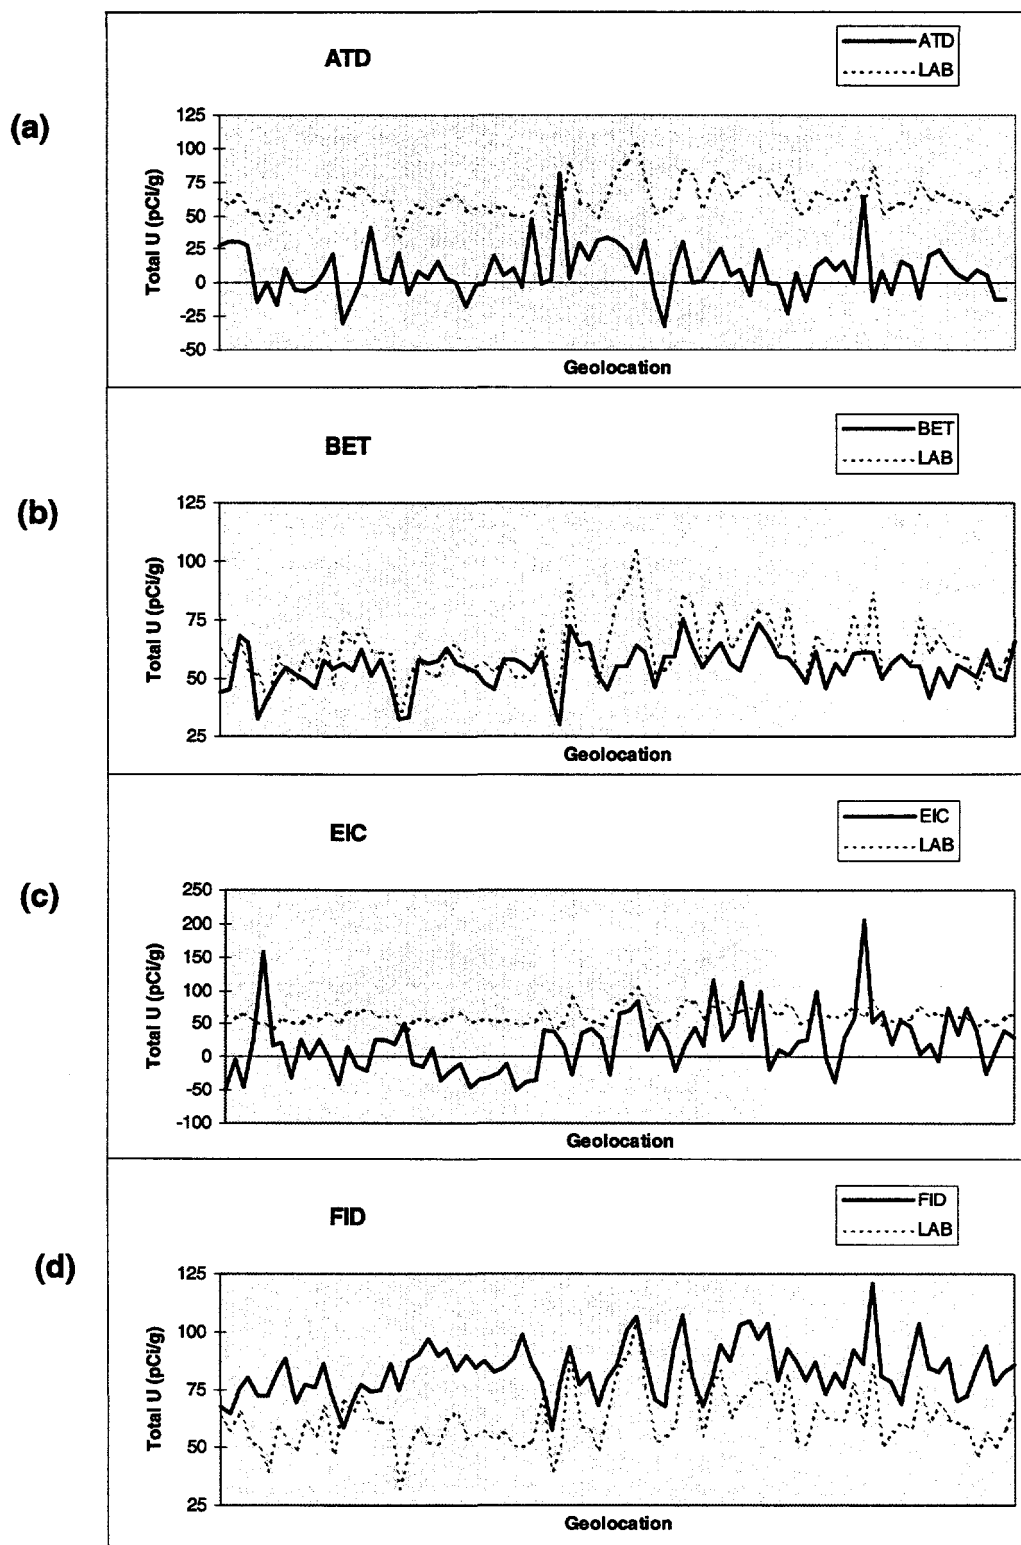 (a)
ATD
ATD
LAB
Total U (pCi/g)
125
100
75
50
25
0
-25
-50
Geolocation
(b)
BET
BET
LAB
Total U (pCi/g)
125
100
75
50
25
Geolocation
(c)
EIC
EIC
LAB
Total U (pCi/g)
250
200
150
100
50
0
-50
-100
Geolocation
(d)
FID
FID
LAB
Total U (pCi/g)
125
100
75
50
25
Geolocation